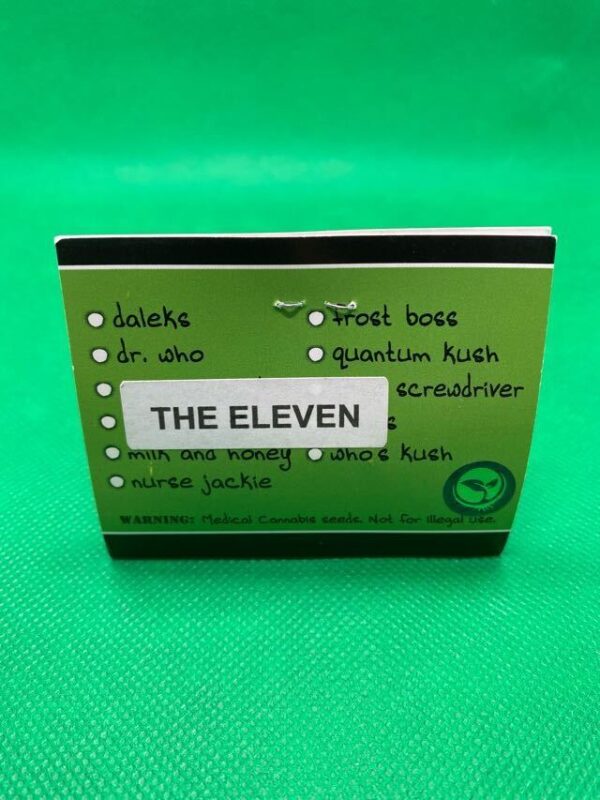 daleks
dr. who
milk and honey
nurse jackie
frost boss
quantum kush
screwdriver
who's kush
THE ELEVEN
WARNING: Medical Cannabis seeds. Not for illegal use.